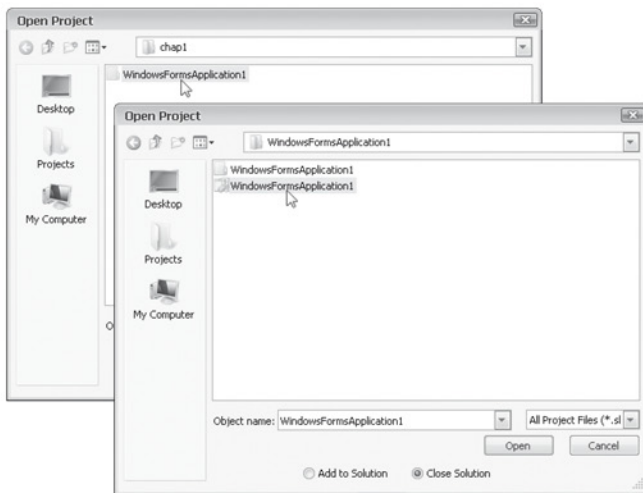 Open Project
chap1
WindowsFormsApplication1
Desktop
Projects
My Computer
O
Open Project
WindowsFormsApplication1
WindowsFormsApplication1
WindowsFormsApplication1
Desktop
Projects
My Computer
Object name: WindowsFormsApplication1
All Project Files (*.sl
Open Cancel
Add to Solution Close Solution